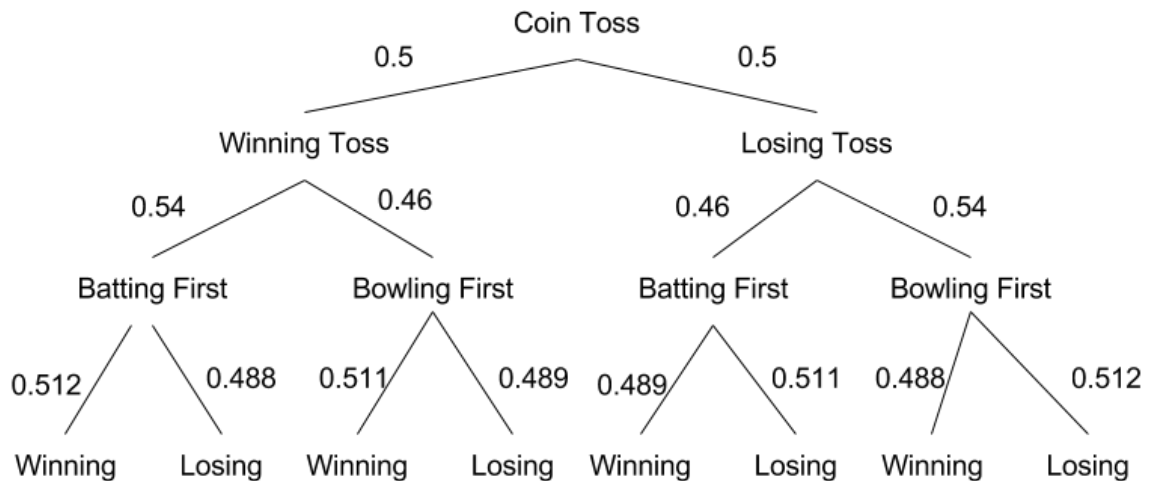 Coin Toss
0.5 0.5
Winning Toss Losing Toss
0.54 0.46 0.46 0.54
Batting First Bowling First Batting First Bowling First
0.512 0.488 0.511 0.489 0.489 0.511 0.488 0.512
Winning Losing Winning Losing Winning Losing Winning Losing